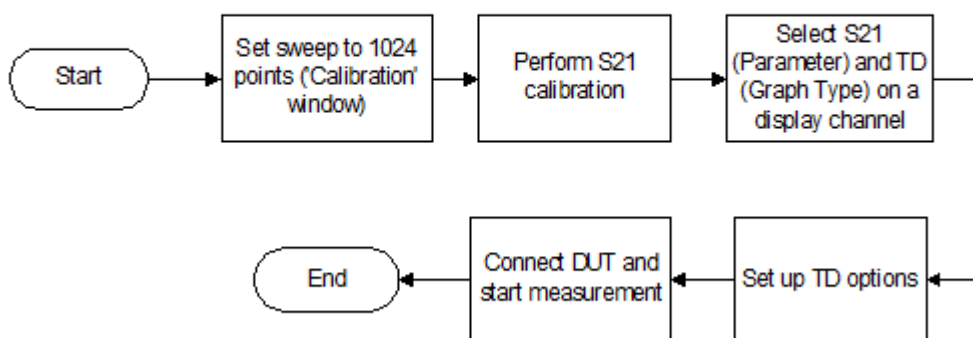 Start
Set sweep to 1024
points ('Calibration'
window)
Perform S21
calibration
Select S21
(Parameter) and TD
(Graph Type) on a
display channel
Set up TD options
Connect DUT and
start measurement
End